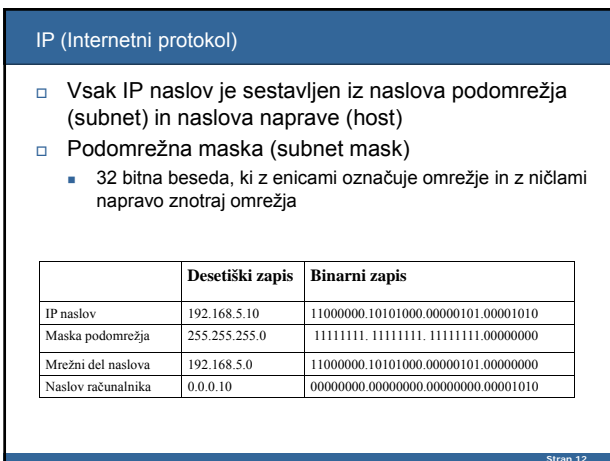 IP (Internetni protokol)
Vsak IP naslov je sestavljen iz naslova podomrežja
(subnet) in naslova naprave (host)
Podomrežna maska (subnet mask)
32 bitna beseda, ki z enicami označuje omrežje in z ničlami
napravo znotraj omrežja
Desetiški zapis Binarni zapis
IP naslov 192.168.5.10 11000000.10101000.00000101.00001010
Maska podomrežja 255.255.255.0 11111111. 11111111. 11111111.00000000
Mrežni del naslova 192.168.5.0 11000000.10101000.00000101.00000000
Naslov računalnika 0.0.0.10 00000000.00000000.00000000.00001010
Stran 12